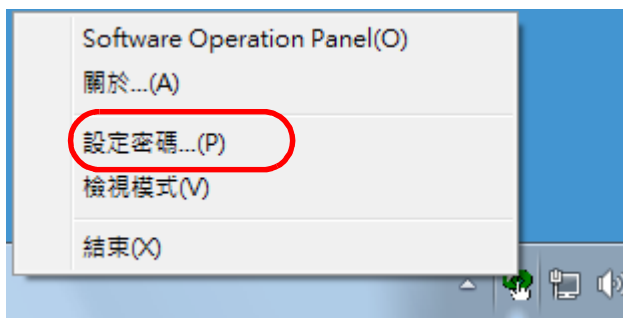 Software Operation Panel(O)
關於...(A)
設定密碼...(P)
檢視模式(V)
結束(X)